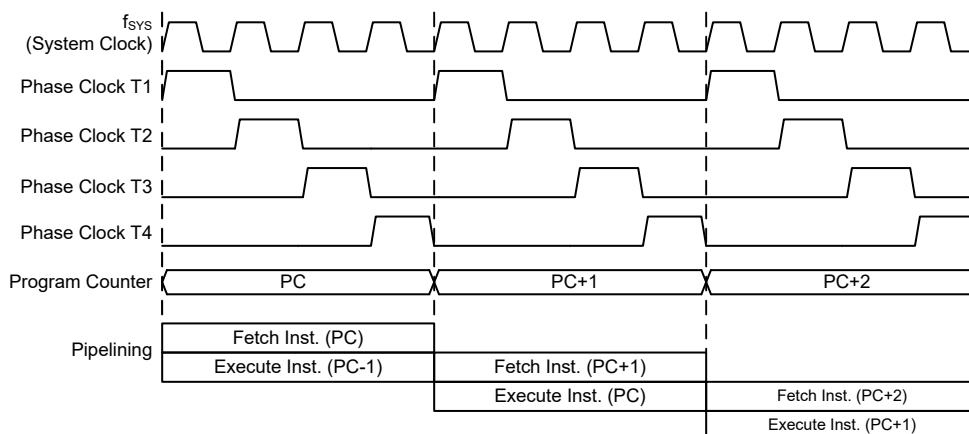 fSYS
(System Clock)
Phase Clock T1
Phase Clock T2
Phase Clock T3
Phase Clock T4
Program Counter PC PC+1 PC+2
Pipelining
Fetch Inst. (PC)
Execute Inst. (PC-1) Fetch Inst. (PC+1)
Execute Inst. (PC) Fetch Inst. (PC+2)
Execute Inst. (PC+1)